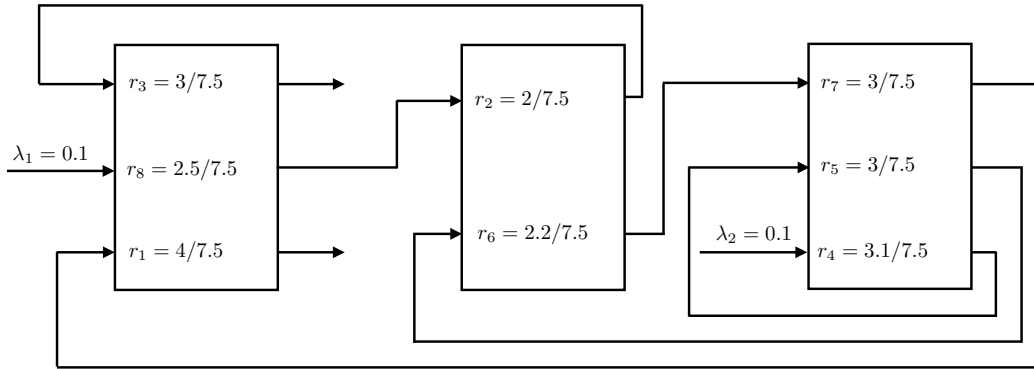 r₃ = 3/7.5
λ₁ = 0.1
r₈ = 2.5/7.5
r₁ = 4/7.5
r₂ = 2/7.5
r₆ = 2.2/7.5
r₇ = 3/7.5
r₅ = 3/7.5
λ₂ = 0.1
r₄ = 3.1/7.5